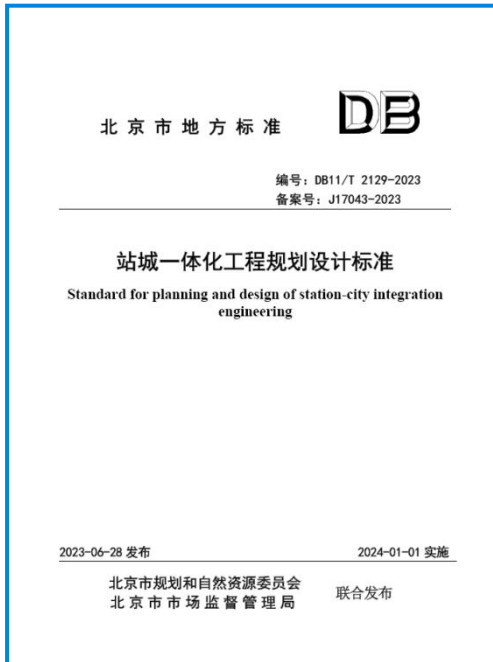 北京市地方标准
DB
编号：DB11/T 2129-2023
备案号：J17043-2023
站城一体化工程规划设计标准
Standard for planning and design of station-city integration
engineering
2023-06-28 发布
2024-01-01 实施
北京市规划和自然资源委员会
北京市市场监督管理局
联合发布